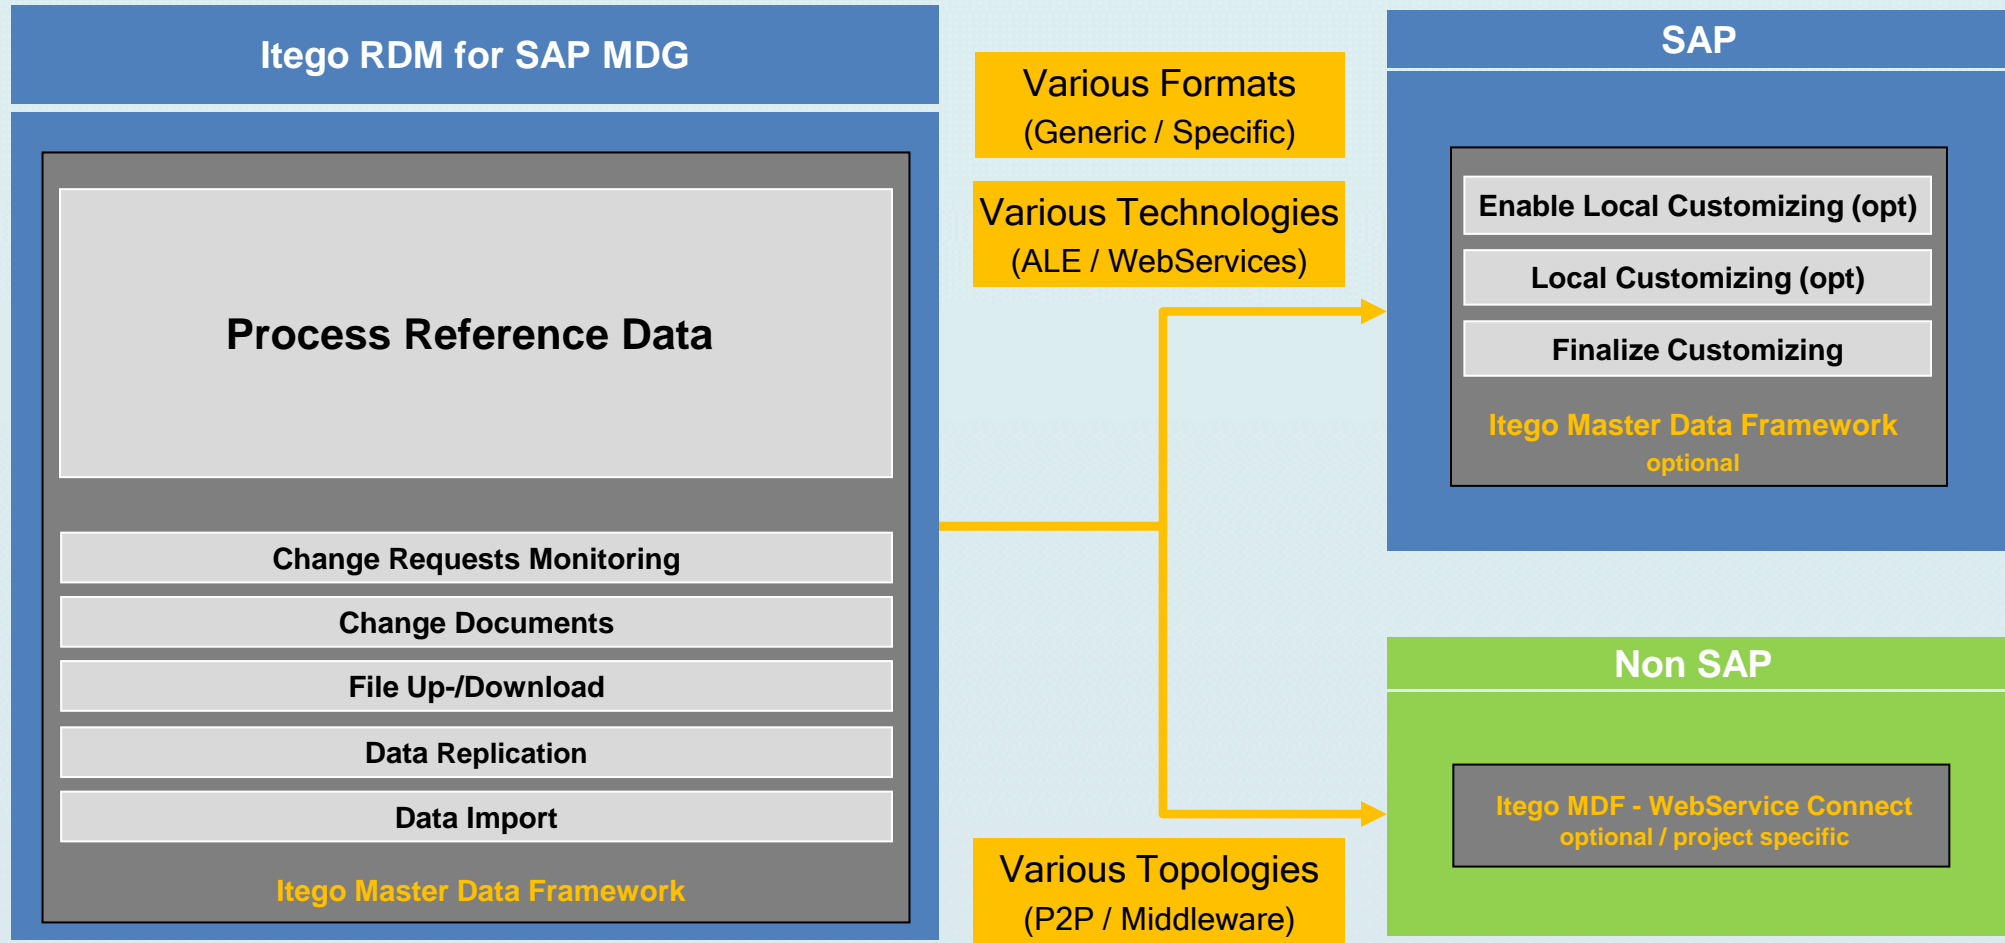 Itego RDM for SAP MDG
Process Reference Data
Change Requests Monitoring
Change Documents
File Up-/Download
Data Replication
Data Import
Itego Master Data Framework
Various Formats
(Generic / Specific)
Various Technologies
(ALE / WebServices)
Various Topologies
(P2P / Middleware)
SAP
Enable Local Customizing (opt)
Local Customizing (opt)
Finalize Customizing
Itego Master Data Framework
optional
Non SAP
Itego MDF - WebService Connect
optional / project specific